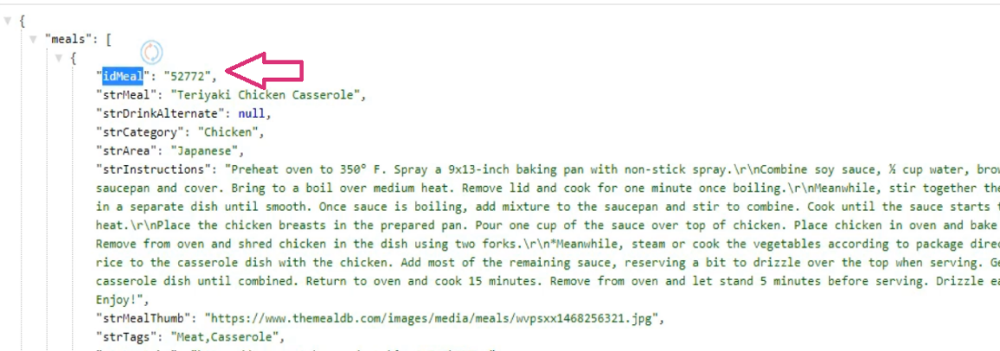 {
"meals": [
{
"idMeal": "52772",
"strMeal": "Teriyaki Chicken Casserole",
"strDrinkAlternate": null,
"strCategory": "Chicken",
"strArea": "Japanese",
"strInstructions": "Preheat oven to 350° F. Spray a 9x13-inch baking pan with non-stick spray.\r\nCombine soy sauce, ½ cup water,
saucepan and cover. Bring to a boil over medium heat. Remove lid and cook for one minute once boiling.\r\nMeanwhile, stir together the
in a separate dish until smooth. Once sauce is boiling, add mixture to the saucepan and stir to combine. Cook until the sauce starts
heat.\r\nPlace the chicken breasts in the prepared pan. Pour one cup of the sauce over top of chicken. Place chicken in oven and bake
Remove from oven and shred chicken in the dish using two forks.\r\n*Meanwhile, steam or cook the vegetables according to package
rice to the casserole dish with the chicken. Add most of the remaining sauce, reserving a bit to drizzle over the top when serving.
casserole dish until combined. Return to oven and cook 15 minutes. Remove from oven and let stand 5 minutes before serving. Drizzle
Enjoy!",
"strMealThumb": "https://www.themealdb.com/images/media/meals/wvpsxx1468256321.jpg",
"strTags": "Meat,Casserole",